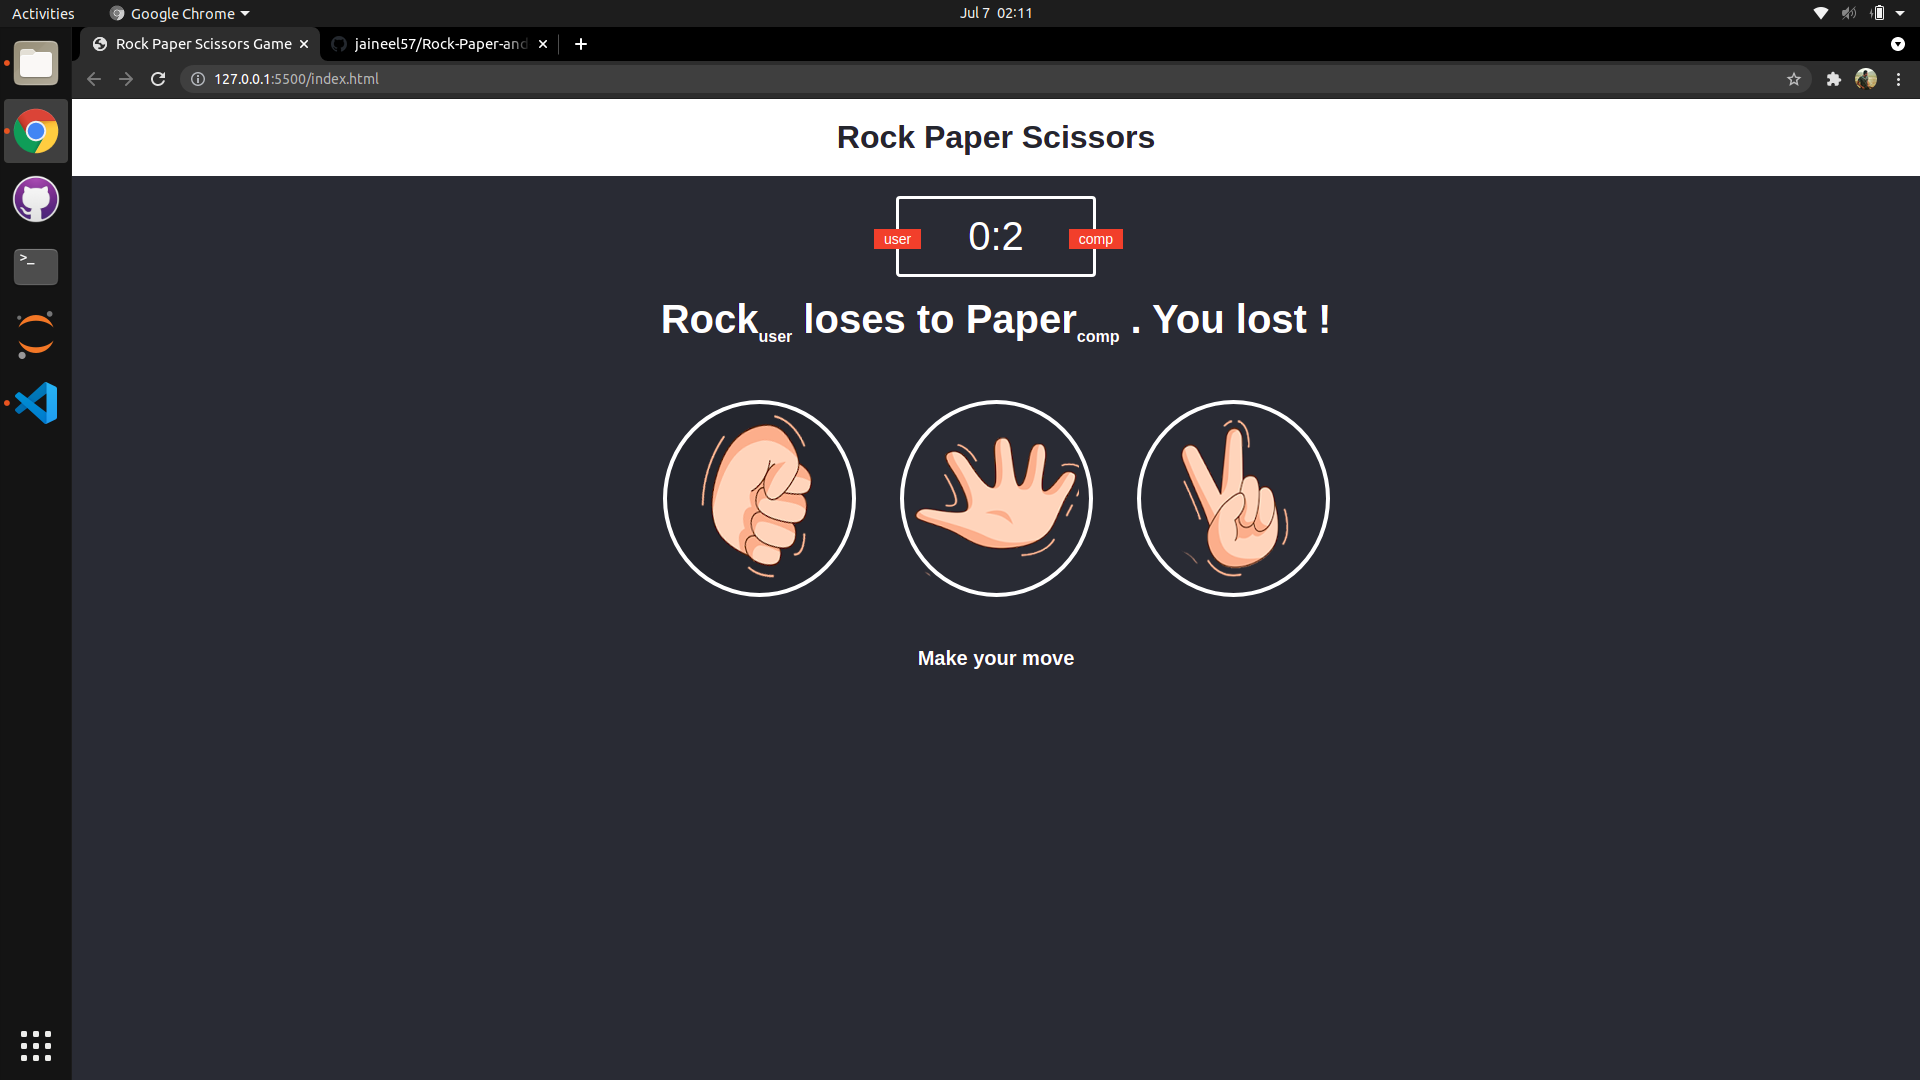 Activities Google Chrome Jul 7 02:11
Rock Paper Scissors Game jaineel57/Rock-Paper-and
127.0.0.1:5500/index.html
Rock Paper Scissors
user 0:2 comp
Rock user loses to Paper comp . You lost !
Make your move